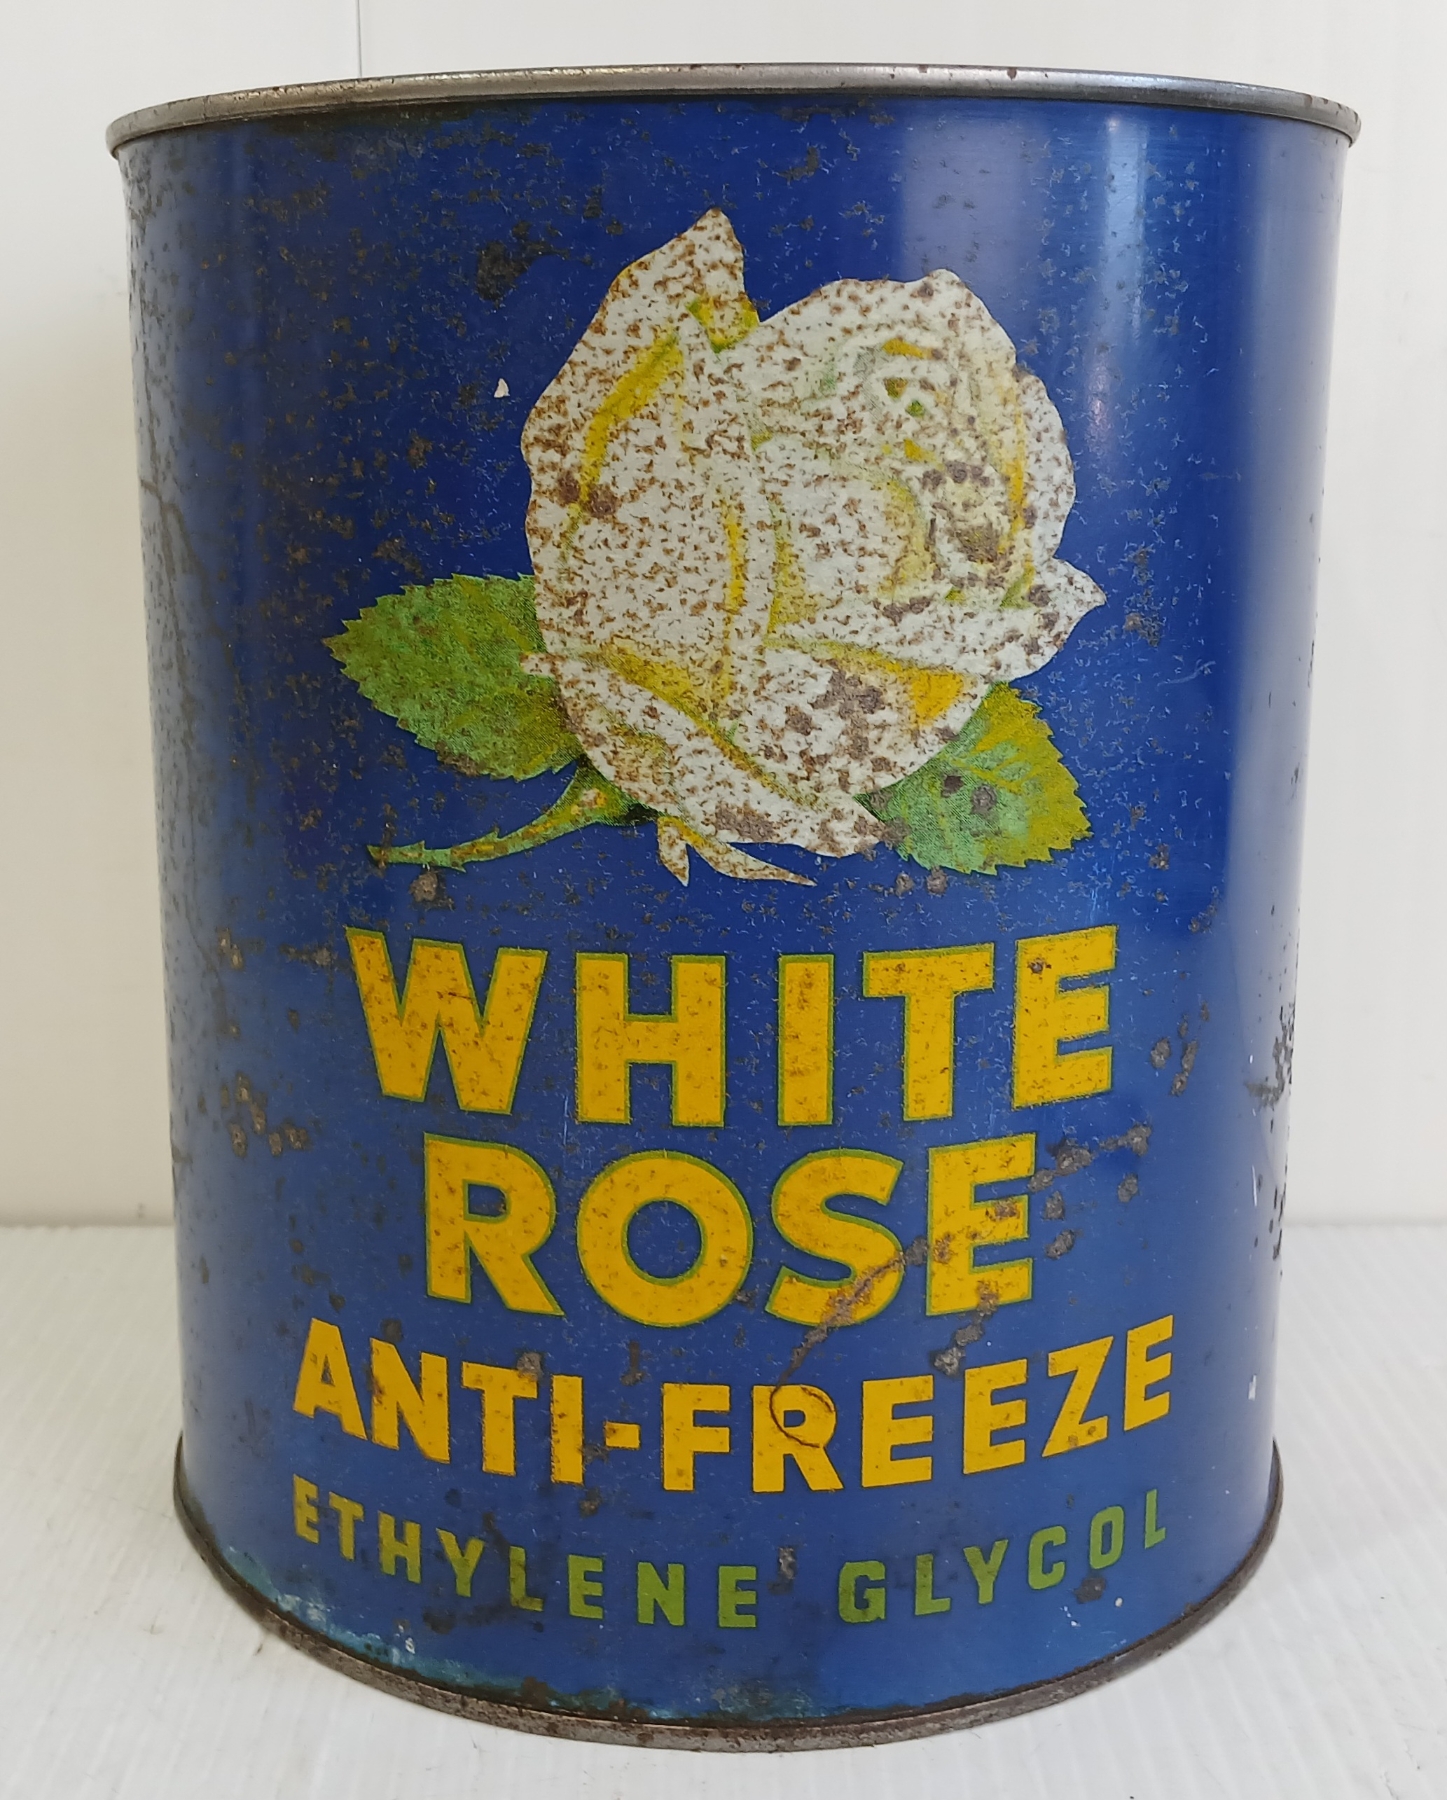 WHITE
ROSE
ANTI-FREEZE
ETHYLENE GLYCOL